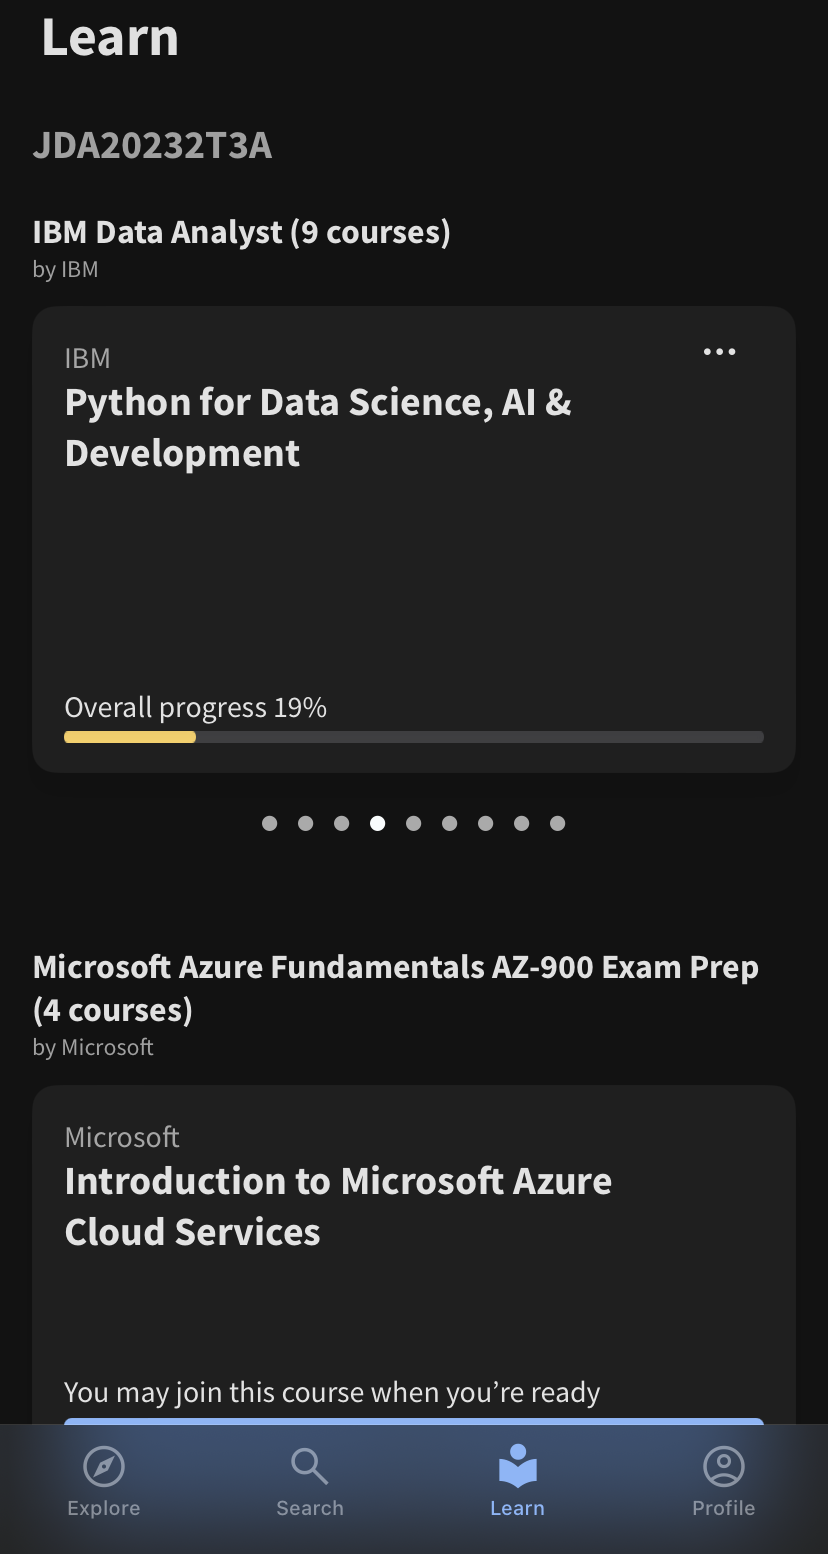 Learn
JDA20232T3A
IBM Data Analyst (9 courses)
by IBM
IBM
Python for Data Science, AI &
Development
Overall progress 19%
Microsoft Azure Fundamentals AZ-900 Exam Prep
(4 courses)
by Microsoft
Microsoft
Introduction to Microsoft Azure
Cloud Services
You may join this course when you’re ready
Explore
Search
Learn
Profile